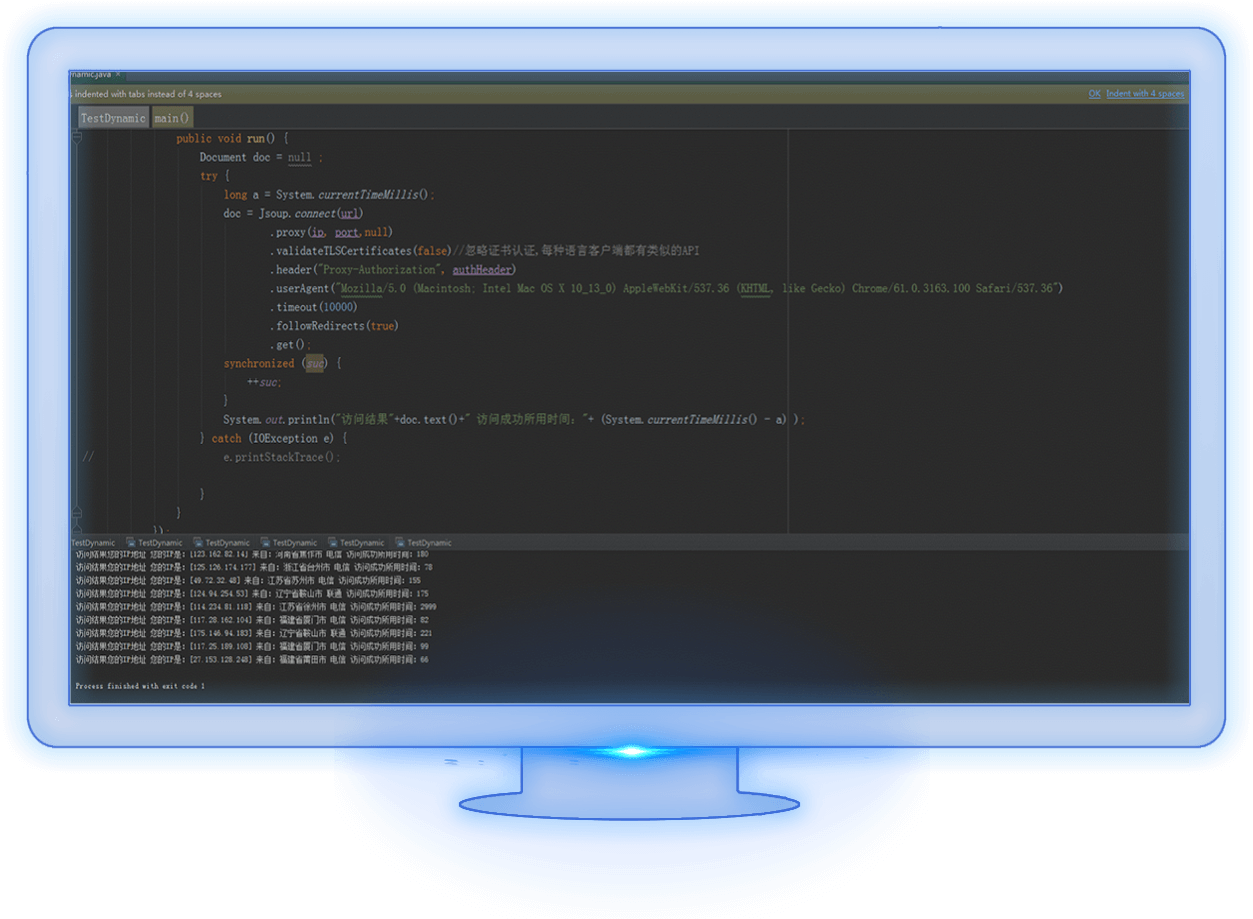 namic.java ×
s indented with tabs instead of 4 spaces OK Indent with 4 spaces
TestDynamic main()
public void run() {
Document doc = null ;
try {
long a = System.currentTimeMillis();
doc = Jsoup.connect(url)
.proxy(ip, port,null)
.validateTLSCertificates(false)//忽略证书认证,每种语言客户端都有类似的API
.header("Proxy-Authorization", authHeader)
.userAgent("Mozilla/5.0 (Macintosh; Intel Mac OS X 10_13_0) AppleWebKit/537.36 (KHTML, like Gecko) Chrome/61.0.3163.100 Safari/537.36")
.timeout(10000)
.followRedirects(true)
.get();
synchronized (suc) {
++suc;
}
System.out.println("访问结果"+doc.text()+" 访问成功所用时间："+ (System.currentTimeMillis() - a) );
} catch (IOException e) {
// e.printStackTrace();
}
}
});
TestDynamic TestDynamic TestDynamic TestDynamic TestDynamic TestDynamic
访问结果您的IP地址 您的IP是：[123.162.82.14] 来自：河南省焦作市 电信 访问成功所用时间：180
访问结果您的IP地址 您的IP是：[125.126.174.177] 来自：浙江省台州市 电信 访问成功所用时间：78
访问结果您的IP地址 您的IP是：[49.72.32.48] 来自：江苏省苏州市 电信 访问成功所用时间：155
访问结果您的IP地址 您的IP是：[124.94.254.53] 来自：辽宁省鞍山市 联通 访问成功所用时间：175
访问结果您的IP地址 您的IP是：[114.234.81.118] 来自：江苏省徐州市 电信 访问成功所用时间：2999
访问结果您的IP地址 您的IP是：[117.28.162.104] 来自：福建省厦门市 电信 访问成功所用时间：82
访问结果您的IP地址 您的IP是：[175.146.94.183] 来自：辽宁省鞍山市 联通 访问成功所用时间：221
访问结果您的IP地址 您的IP是：[117.25.189.108] 来自：福建省厦门市 电信 访问成功所用时间：99
访问结果您的IP地址 您的IP是：[27.153.128.248] 来自：福建省莆田市 电信 访问成功所用时间：66
Process finished with exit code 1